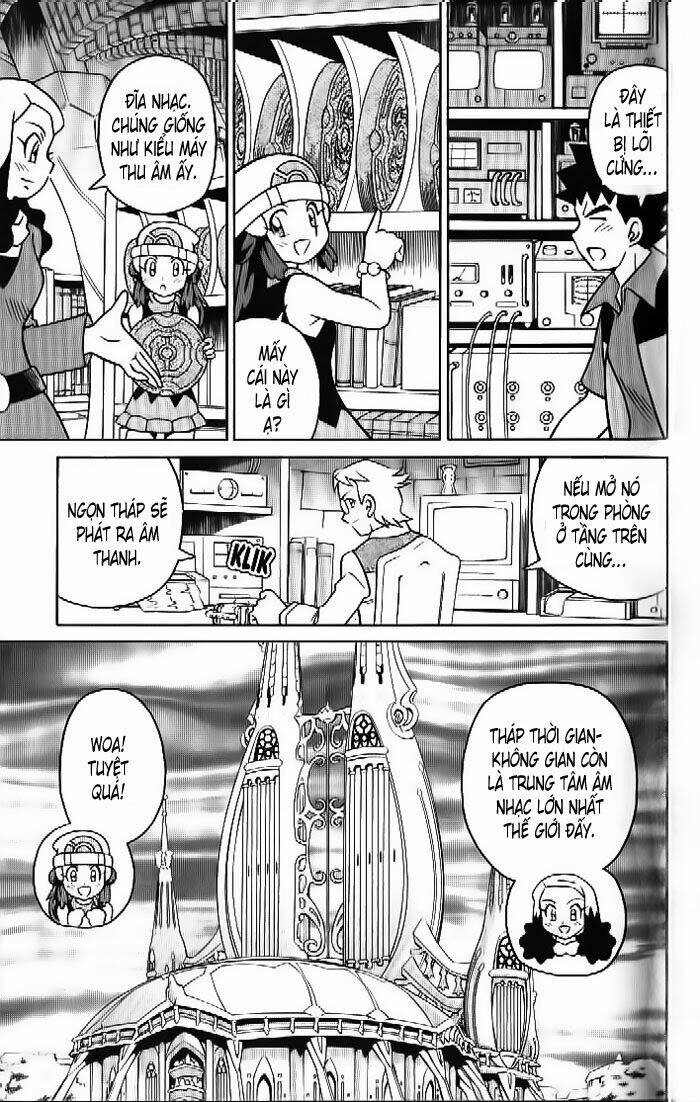 ĐÂY
LÀ THIẾT
BỊ LÕI
CỨNG...
MẤY
CÁI NÀY
LÀ GÌ
Ạ?
ĐĨA NHẠC.
CHÚNG GIỐNG
NHƯ KIỂU MÁY
THU ÂM ẤY.
NẾU MỞ NÓ
TRONG PHÒNG
Ở TẦNG TRÊN
CÙNG...
KLIK
NGỌN THÁP SẼ
PHÁT RA ÂM
THANH.
THÁP THỜI GIAN-
KHÔNG GIAN CÒN
LÀ TRUNG TÂM ÂM
NHẠC LỚN NHẤT
THẾ GIỚI ĐẤY.
WOA!
TUYỆT
QUÁ!